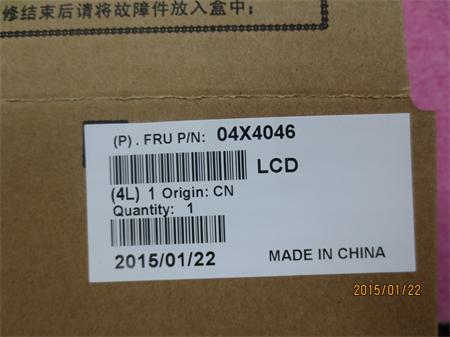 修结束后请将故障件放入盒中;
(P). FRU P/N: 04X4046
LCD
(4L) 1 Origin: CN
Quantity: 1
2015/01/22
MADE IN CHINA
2015/01/22